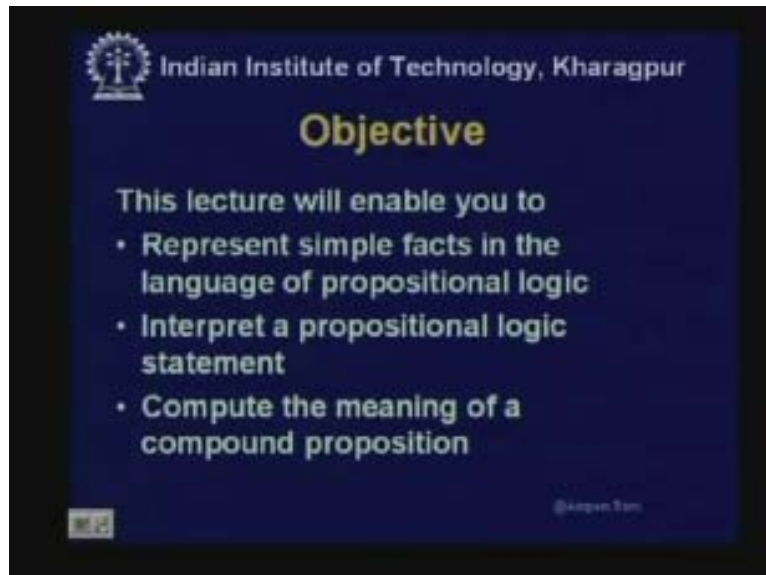 Indian Institute of Technology, Kharagpur
Objective
This lecture will enable you to
• Represent simple facts in the
language of propositional logic
• Interpret a propositional logic
statement
• Compute the meaning of a
compound proposition